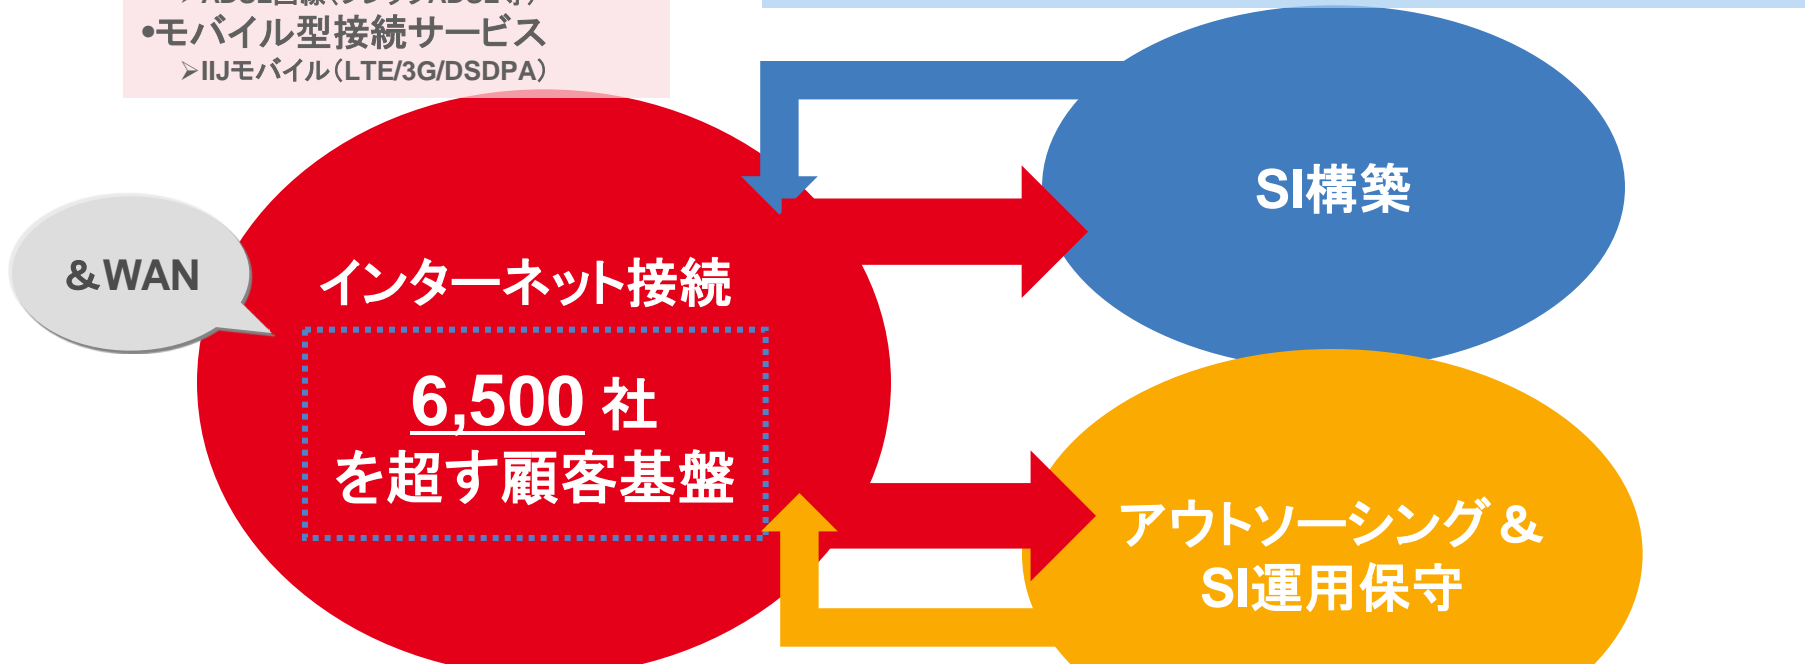 •モバイル型接続サービス
➢IIJモバイル（LTE/3G/DSDPA）
SI構築
&WAN
インターネット接続
6,500 社
を超す顧客基盤
アウトソーシング &
SI運用保守